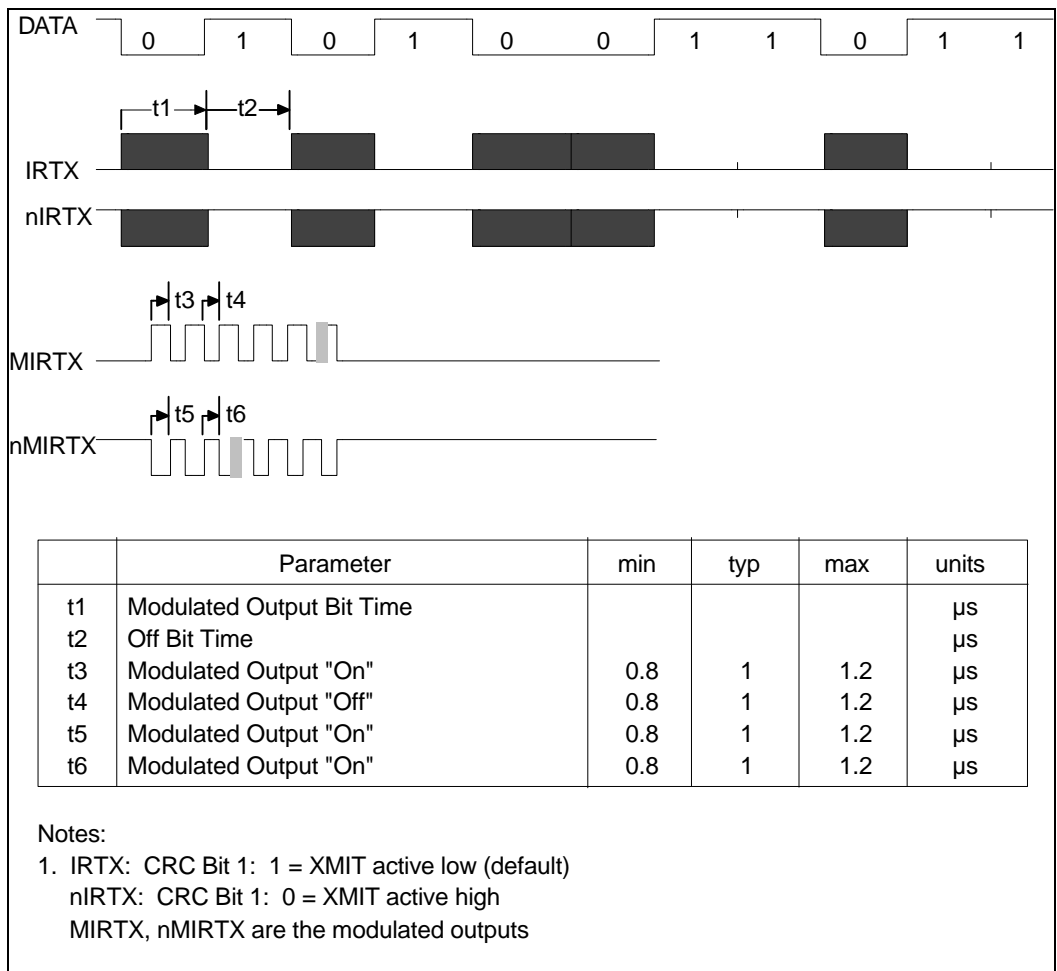 DATA
0 1 0 1 0 0 1 1 0 1 1
t1 t2
IRTX
nIRTX
t3 t4
MIRTX
t5 t6
nMIRTX
Parameter min typ max units
t1 Modulated Output Bit Time µs
t2 Off Bit Time µs
t3 Modulated Output "On" 0.8 1 1.2 µs
t4 Modulated Output "Off" 0.8 1 1.2 µs
t5 Modulated Output "On" 0.8 1 1.2 µs
t6 Modulated Output "On" 0.8 1 1.2 µs
Notes:
1. IRTX: CRC Bit 1: 1 = XMIT active low (default)
nIRTX: CRC Bit 1: 0 = XMIT active high
MIRTX, nMIRTX are the modulated outputs